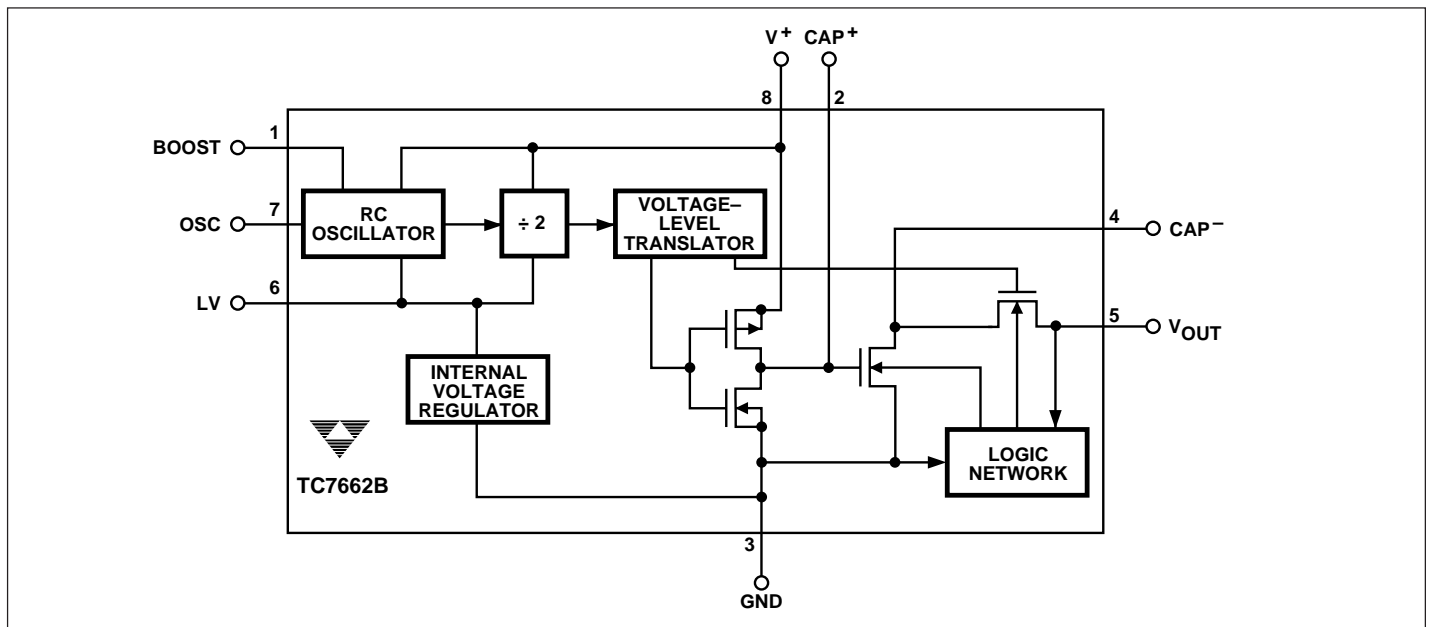 V+ CAP+
8 2
BOOST 1
OSC 7
LV 6
RC
OSCILLATOR
÷ 2
VOLTAGE–
LEVEL
TRANSLATOR
4 CAP–
5 VOUT
INTERNAL
VOLTAGE
REGULATOR
LOGIC
NETWORK
TC7662B
3
GND